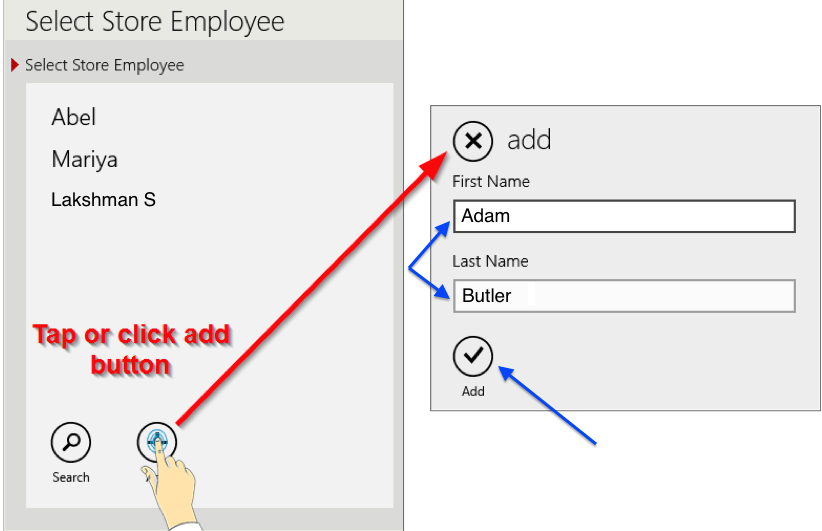 Select Store Employee
Select Store Employee
Abel
Mariya
Lakshman S
Tap or click add
button
Search
add
First Name
Adam
Last Name
Butler
Add